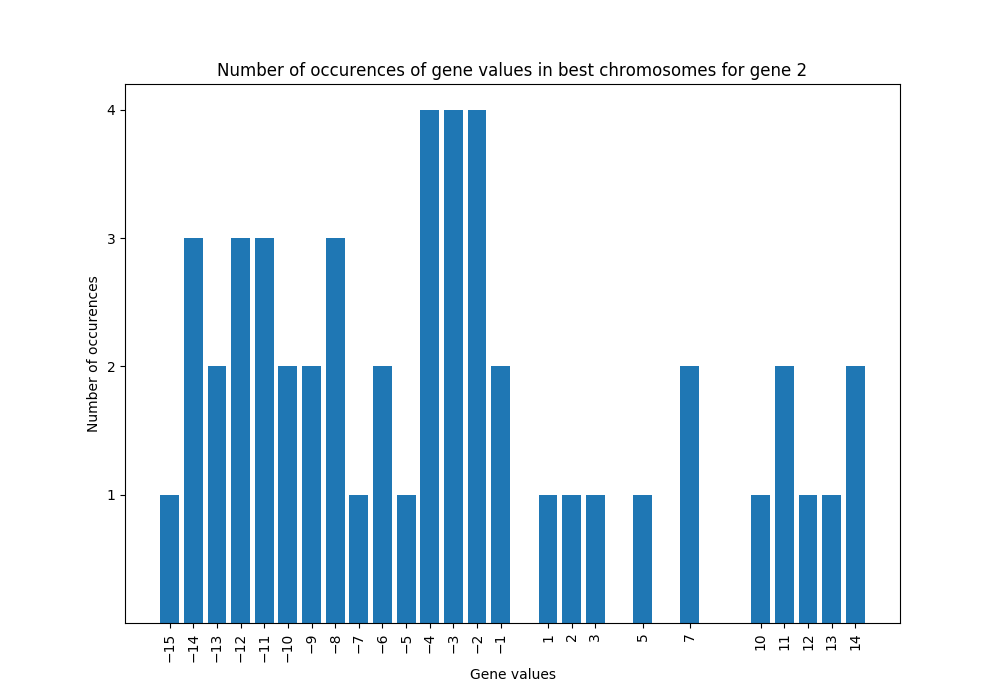 Number of occurences of gene values in best chromosomes for gene 2
4
3
2
1
Number of occurences
−15 −14 −13 −12 −11 −10 −9 −8 −7 −6 −5 −4 −3 −2 −1 1 2 3 5 7 10 11 12 13 14
Gene values